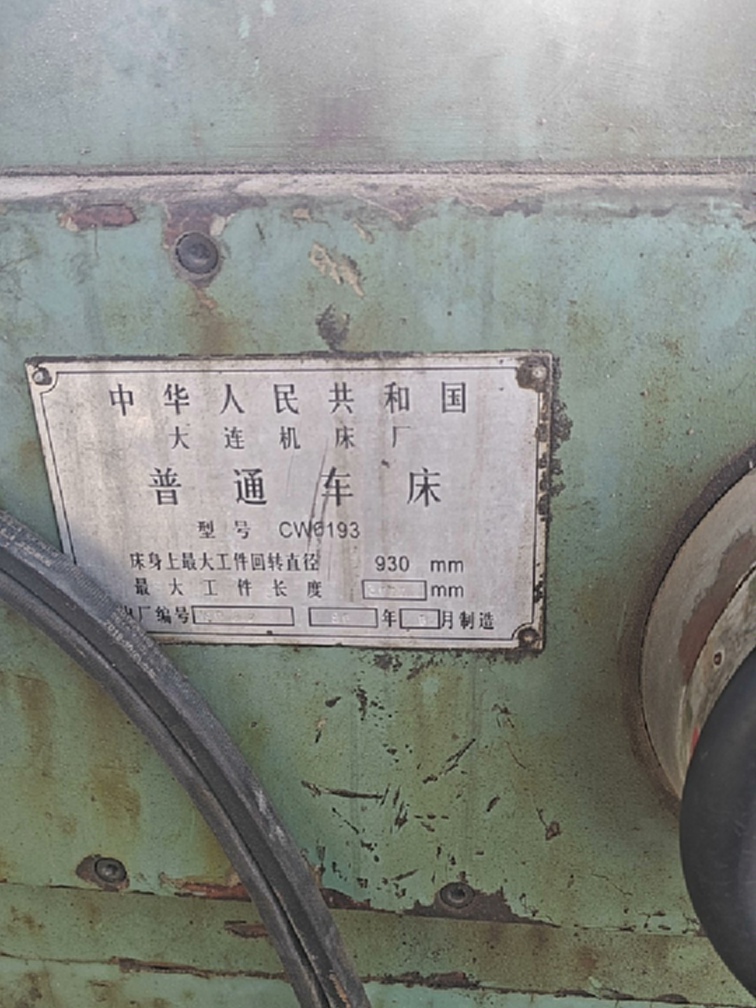 中华人民共和国
大连机床厂
普通车床
型号 CW6193
床身上最大工件回转直径 930 mm
最大工件长度 mm
厂编号 年 月制造